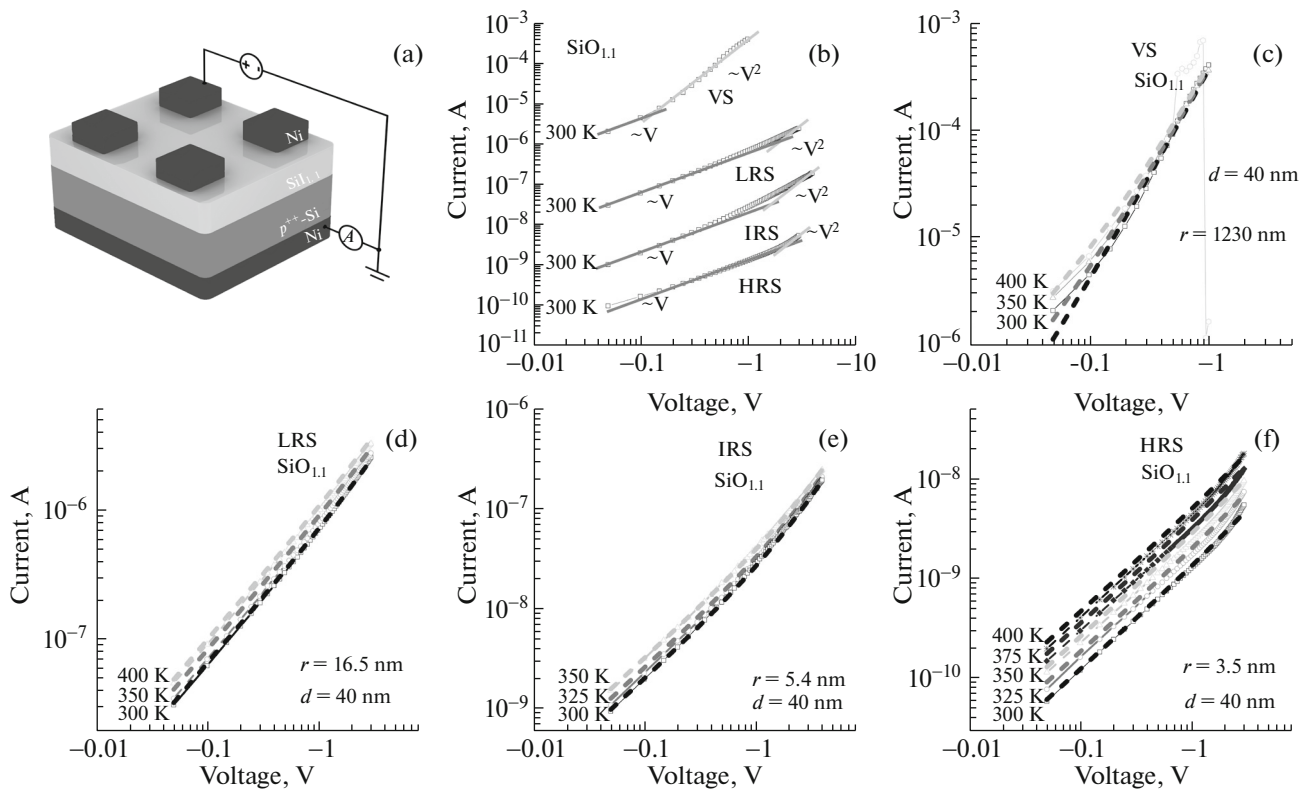 (a)
+ -
Ni
SiI₁.₁
p⁺⁺-Si
Ni
A
(b)
SiO₁.₁
10⁻³
10⁻⁴
10⁻⁵
10⁻⁶
10⁻⁷
10⁻⁸
10⁻⁹
10⁻¹⁰
10⁻¹¹
Current, A
~V²
VS
300 K
~V
~V²
LRS
300 K
~V
~V²
IRS
300 K
~V
~V²
HRS
300 K
~V
−0.01
−0.1
−1
−10
Voltage, V
(c)
VS
SiO₁.₁
10⁻³
10⁻⁴
10⁻⁵
10⁻⁶
Current, A
d = 40 nm
r = 1230 nm
400 K
350 K
300 K
−0.01
-0.1
−1
Voltage, V
(d)
LRS
SiO₁.₁
10⁻⁶
10⁻⁷
Current, A
400 K
350 K
300 K
r = 16.5 nm
d = 40 nm
−0.01
−0.1
−1
Voltage, V
(e)
IRS
SiO₁.₁
10⁻⁶
10⁻⁷
10⁻⁸
10⁻⁹
Current, A
350 K
325 K
300 K
r = 5.4 nm
d = 40 nm
−0.01
−0.1
−1
Voltage, V
(f)
HRS
SiO₁.₁
10⁻⁸
10⁻⁹
10⁻¹⁰
Current, A
400 K
375 K
350 K
325 K
300 K
r = 3.5 nm
d = 40 nm
−0.01
−0.1
−1
Voltage, V